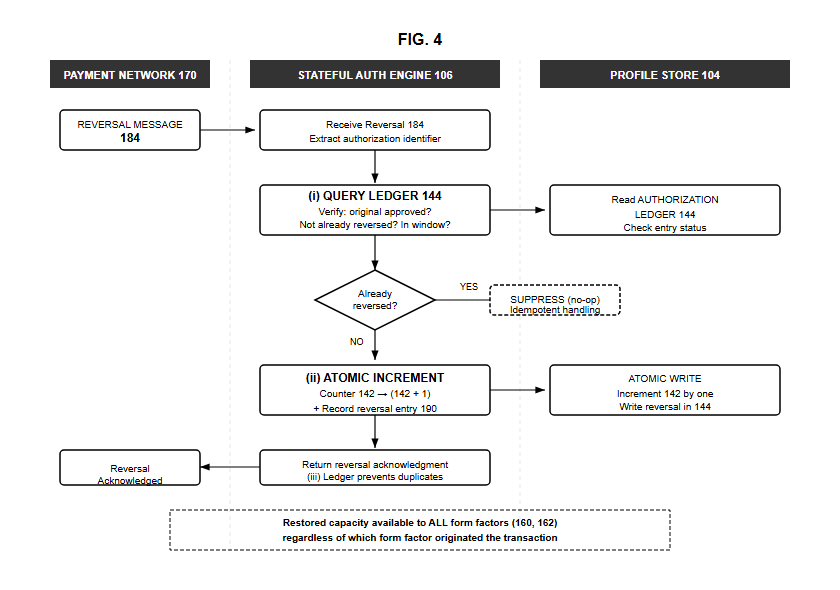 FIG. 4
PAYMENT NETWORK 170
STATEFUL AUTH ENGINE 106
PROFILE STORE 104
REVERSAL MESSAGE
184
Receive Reversal 184
Extract authorization identifier
(i) QUERY LEDGER 144
Verify: original approved?
Not already reversed? In window?
Read AUTHORIZATION
LEDGER 144
Check entry status
Already
reversed?
YES
SUPPRESS (no-op)
Idempotent handling
NO
(ii) ATOMIC INCREMENT
Counter 142 → (142 + 1)
+ Record reversal entry 190
ATOMIC WRITE
Increment 142 by one
Write reversal in 144
Reversal
Acknowledged
Return reversal acknowledgment
(iii) Ledger prevents duplicates
Restored capacity available to ALL form factors (160, 162)
regardless of which form factor originated the transaction